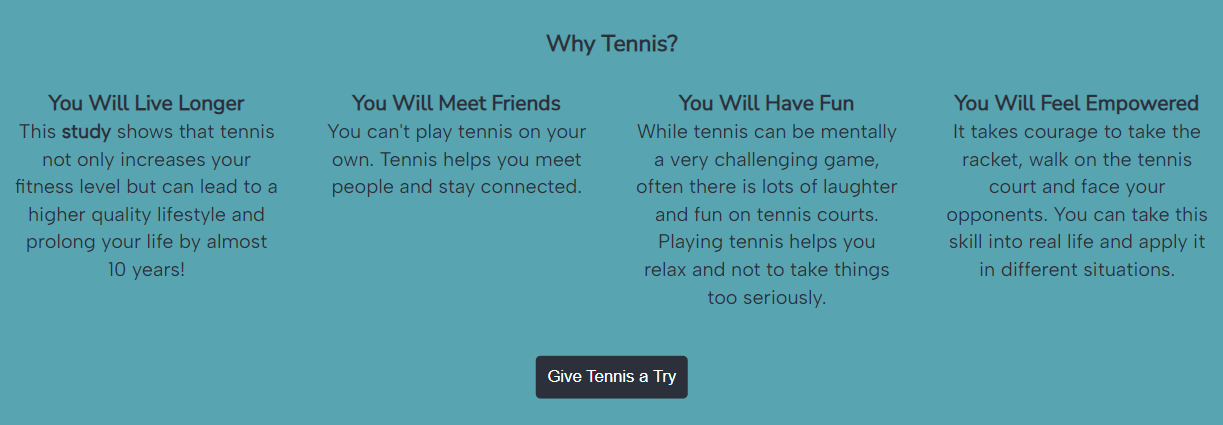 Why Tennis?
You Will Live Longer
This study shows that tennis
not only increases your
fitness level but can lead to a
higher quality lifestyle and
prolong your life by almost
10 years!
You Will Meet Friends
You can't play tennis on your
own. Tennis helps you meet
people and stay connected.
You Will Have Fun
While tennis can be mentally
a very challenging game,
often there is lots of laughter
and fun on tennis courts.
Playing tennis helps you
relax and not to take things
too seriously.
You Will Feel Empowered
It takes courage to take the
racket, walk on the tennis
court and face your
opponents. You can take this
skill into real life and apply it
in different situations.
Give Tennis a Try